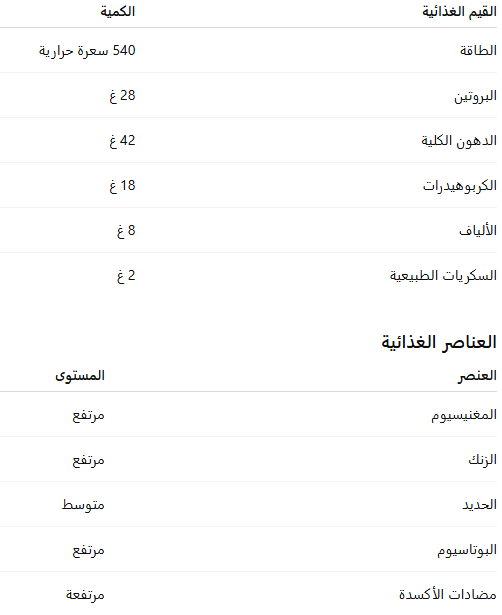 القيم الغذائية الكمية
الطاقة 540 سعرة حرارية
البروتين 28 غ
الدهون الكلية 42 غ
الكربوهيدرات 18 غ
الألياف 8 غ
السكريات الطبيعية 2 غ
العناصر الغذائية
العنصر المستوى
المغنيسيوم مرتفع
الزنك مرتفع
الحديد متوسط
البوتاسيوم مرتفع
مضادات الأكسدة مرتفعة